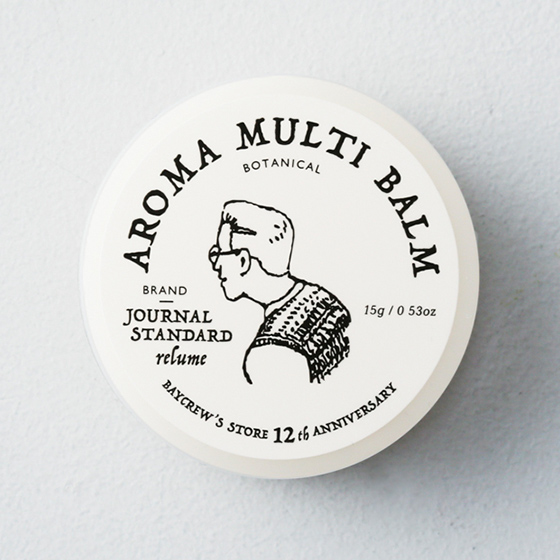 AROMA MULTI BALM
BOTANICAL
BRAND
JOURNAL
STANDARD
relume
15g / 0 53oz
BAYCREW'S STORE 12th ANNIVERSARY